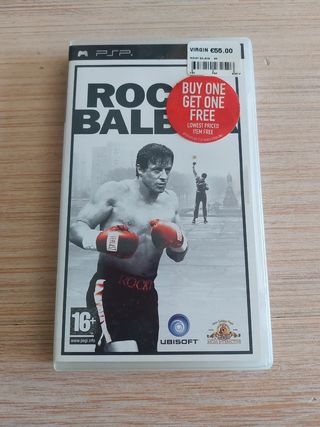 PSP
VIRGIN €55.00
ROCKY
BALB
BUY ONE
GET ONE
FREE
LOWEST PRICED
ITEM FREE
ROCKY
16+
www.pegi.info
UBISOFT